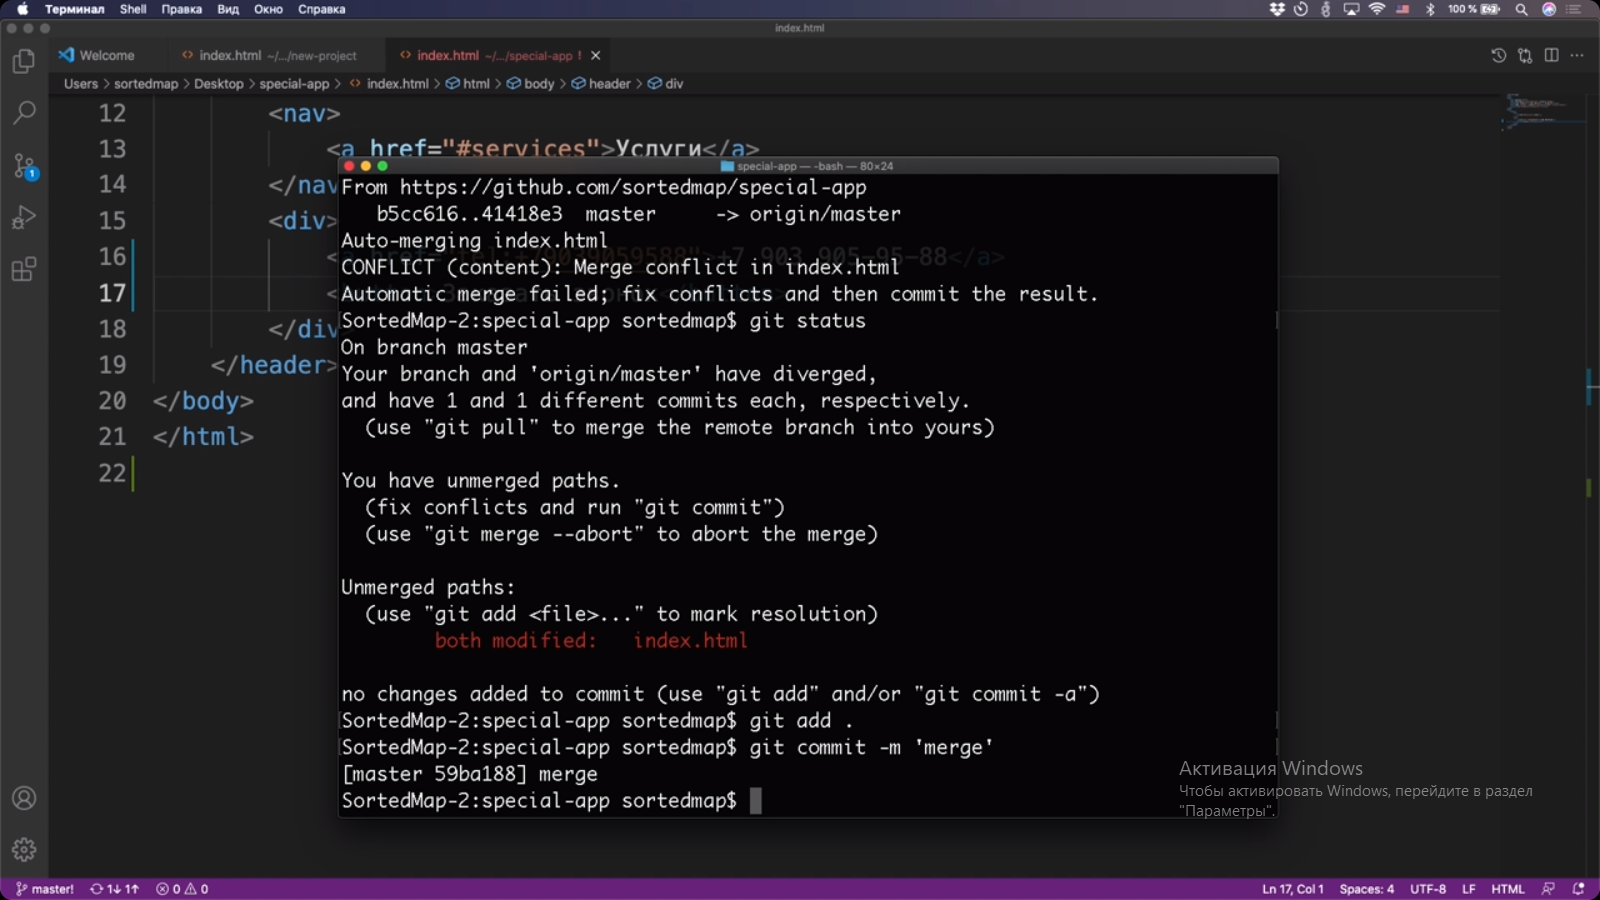 Терминал Shell Правка Вид Окно Справка 100 %
index.html
Welcome index.html ~/.../new-project index.html ~/.../special-app !
Users > sortedmap > Desktop > special-app > index.html > html > body > header > div
12 <nav>
13 <a href="#services">Услуги</a>
14 </nav
15 <div>
16 88</a>
17
18 </div
19 </header>
20 </body>
21 </html>
22
special-app — -bash — 80×24
From https://github.com/sortedmap/special-app
b5cc616..41418e3 master -> origin/master
Auto-merging index.html
CONFLICT (content): Merge conflict in index.html
Automatic merge failed; fix conflicts and then commit the result.
SortedMap-2:special-app sortedmap$ git status
On branch master
Your branch and 'origin/master' have diverged,
and have 1 and 1 different commits each, respectively.
(use "git pull" to merge the remote branch into yours)
You have unmerged paths.
(fix conflicts and run "git commit")
(use "git merge --abort" to abort the merge)
Unmerged paths:
(use "git add <file>..." to mark resolution)
both modified: index.html
no changes added to commit (use "git add" and/or "git commit -a")
SortedMap-2:special-app sortedmap$ git add .
SortedMap-2:special-app sortedmap$ git commit -m 'merge'
[master 59ba188] merge
SortedMap-2:special-app sortedmap$
Активация Windows
Чтобы активировать Windows, перейдите в раздел
"Параметры".
1
master! 1↓ 1↑ 0 0 Ln 17, Col 1 Spaces: 4 UTF-8 LF HTML